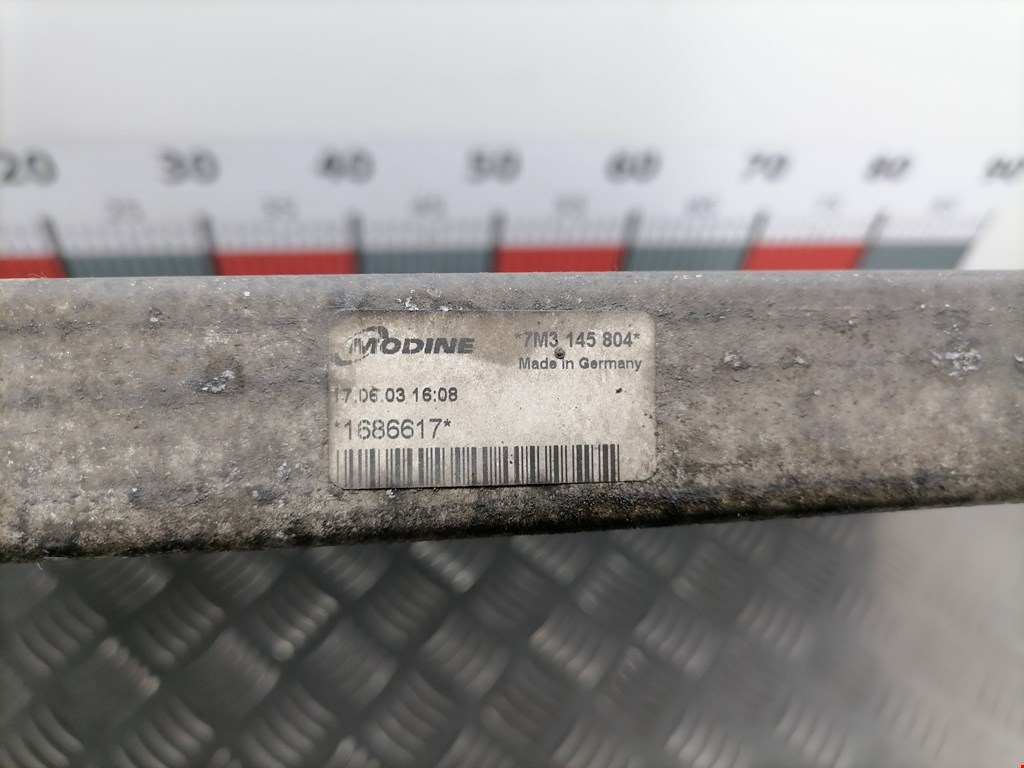 20 30 40 50 60 70 80 90
MODINE *7M3 145 804*
Made in Germany
17.06.03 16:08
*1686617*